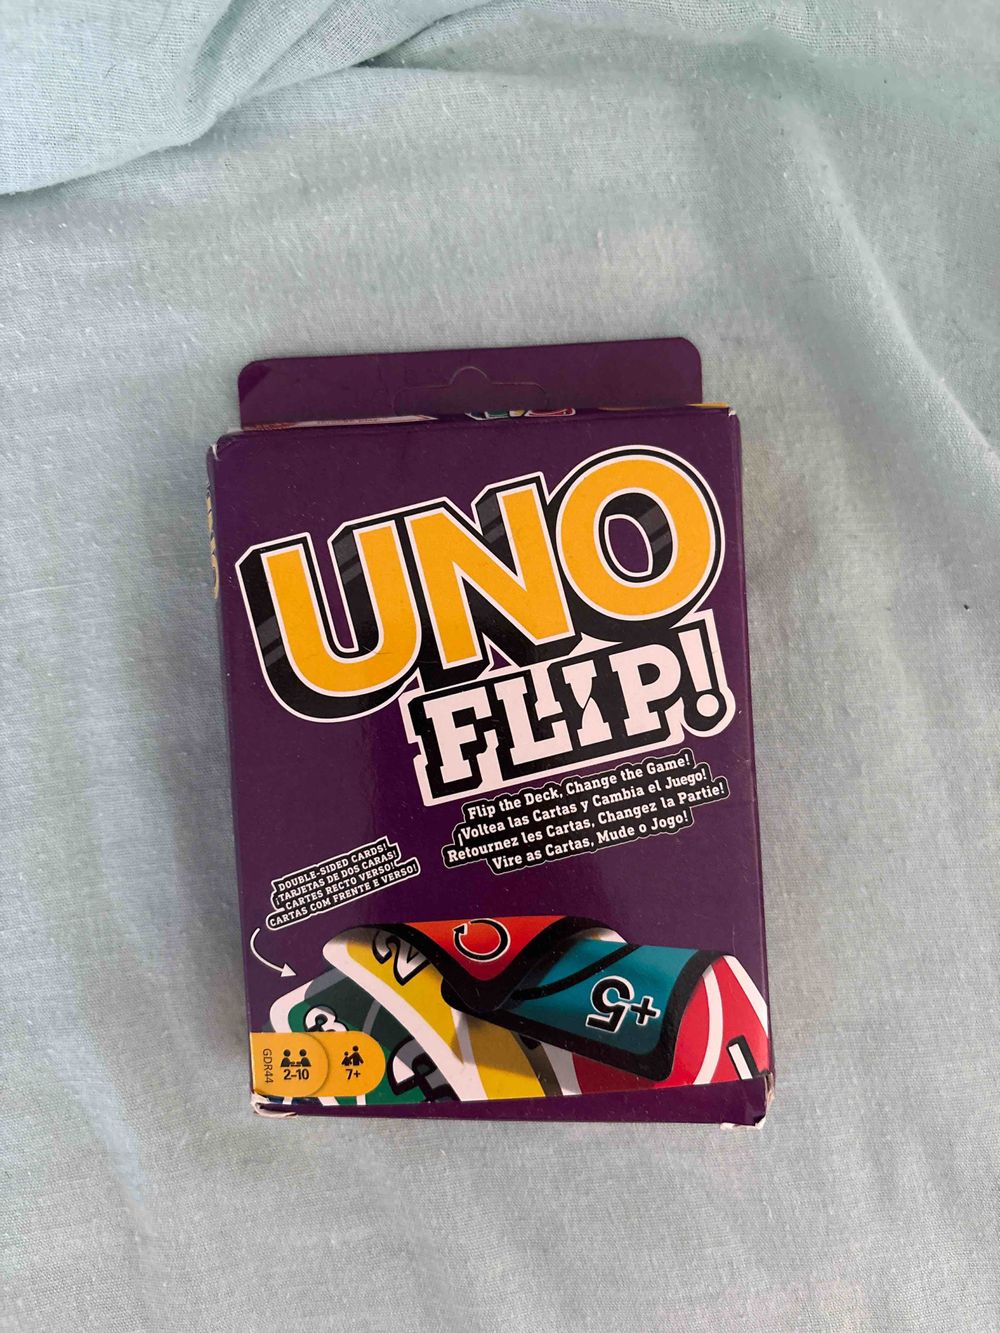 UNO
FLIP!
Flip the Deck, Change the Game!
¡Voltea las Cartas y Cambia el Juego!
Retournez les Cartas, Changez la Partie!
Vire as Cartas, Mude o Jogo!
DOUBLE-SIDED CARDS!
¡TARJETAS DE DOS CARAS!
CARTES RECTO VERSO!
CARTAS COM FRENTE E VERSO!
2
+5
3
GDR44
2-10
7+